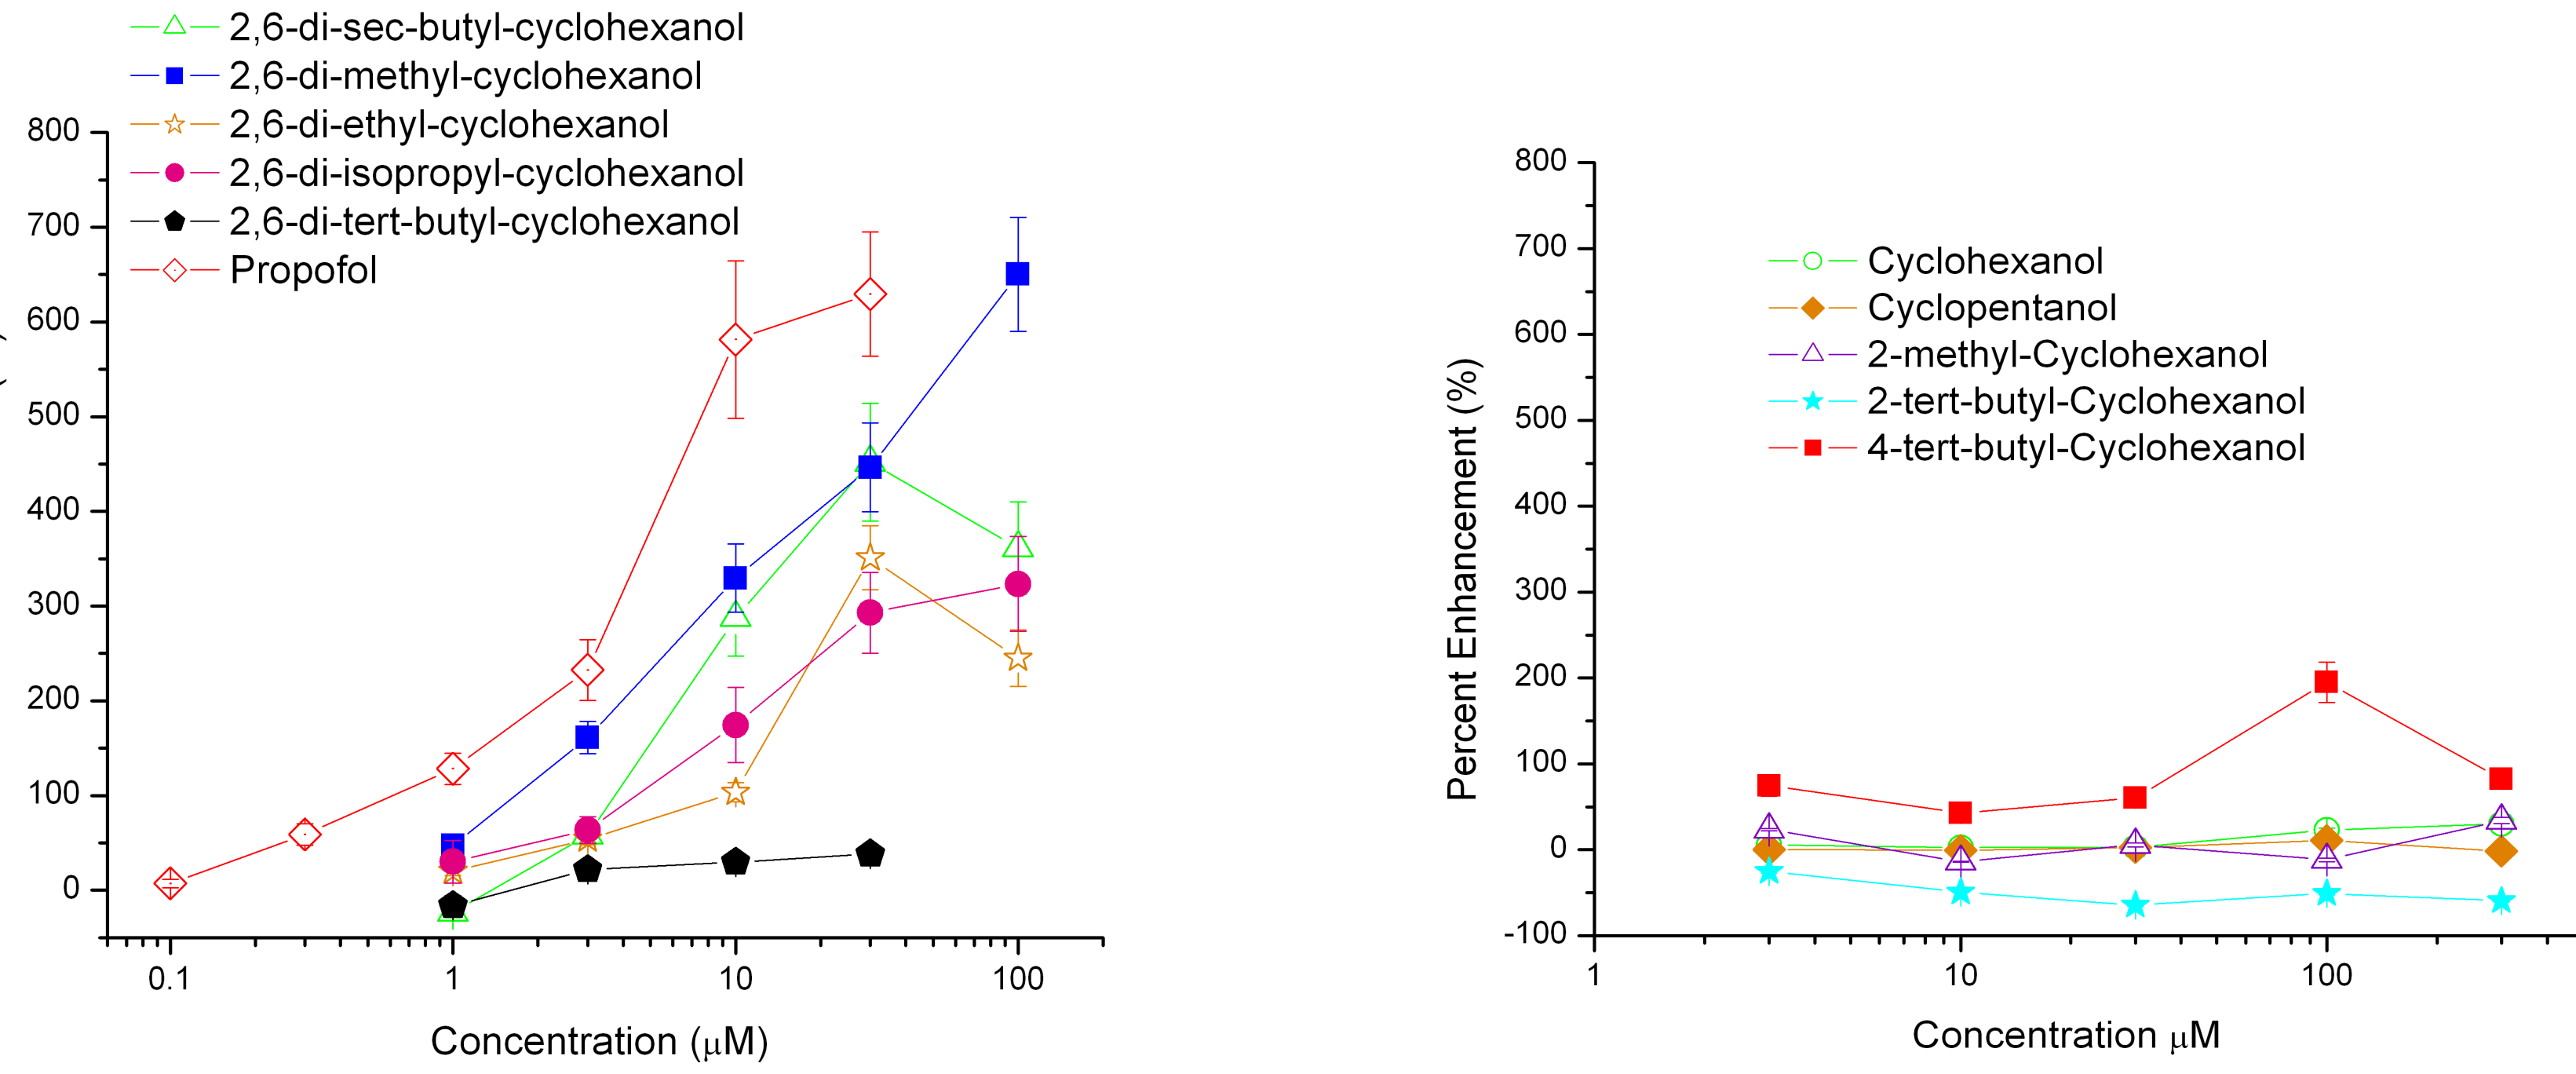 2,6-di-sec-butyl-cyclohexanol
2,6-di-methyl-cyclohexanol
2,6-di-ethyl-cyclohexanol
2,6-di-isopropyl-cyclohexanol
2,6-di-tert-butyl-cyclohexanol
Propofol
800
700
600
500
400
300
200
100
0
0.1
1
10
100
Concentration (μM)
800
700
600
500
400
300
200
100
0
-100
Percent Enhancement (%)
Cyclohexanol
Cyclopentanol
2-methyl-Cyclohexanol
2-tert-butyl-Cyclohexanol
4-tert-butyl-Cyclohexanol
1
10
100
Concentration μM